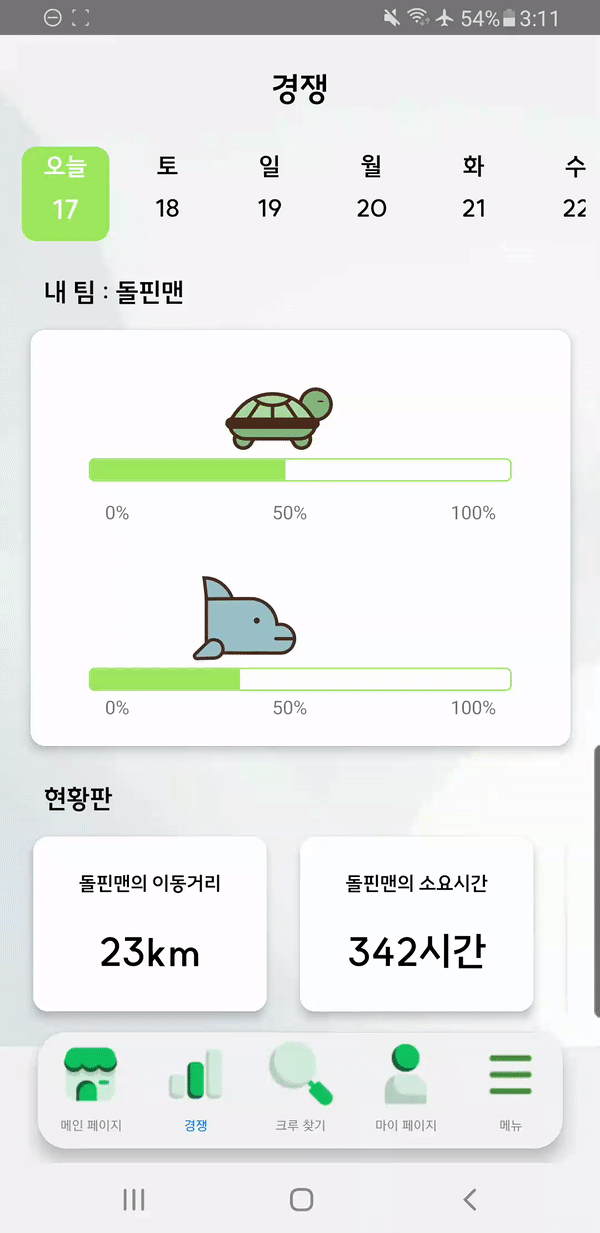 54% 3:11
경쟁
오늘 토 일 월 화 수
17 18 19 20 21 22
내 팀 : 돌핀맨
0% 50% 100%
0% 50% 100%
현황판
돌핀맨의 이동거리 돌핀맨의 소요시간
23km 342시간
메인 페이지 경쟁 크루 찾기 마이 페이지 메뉴